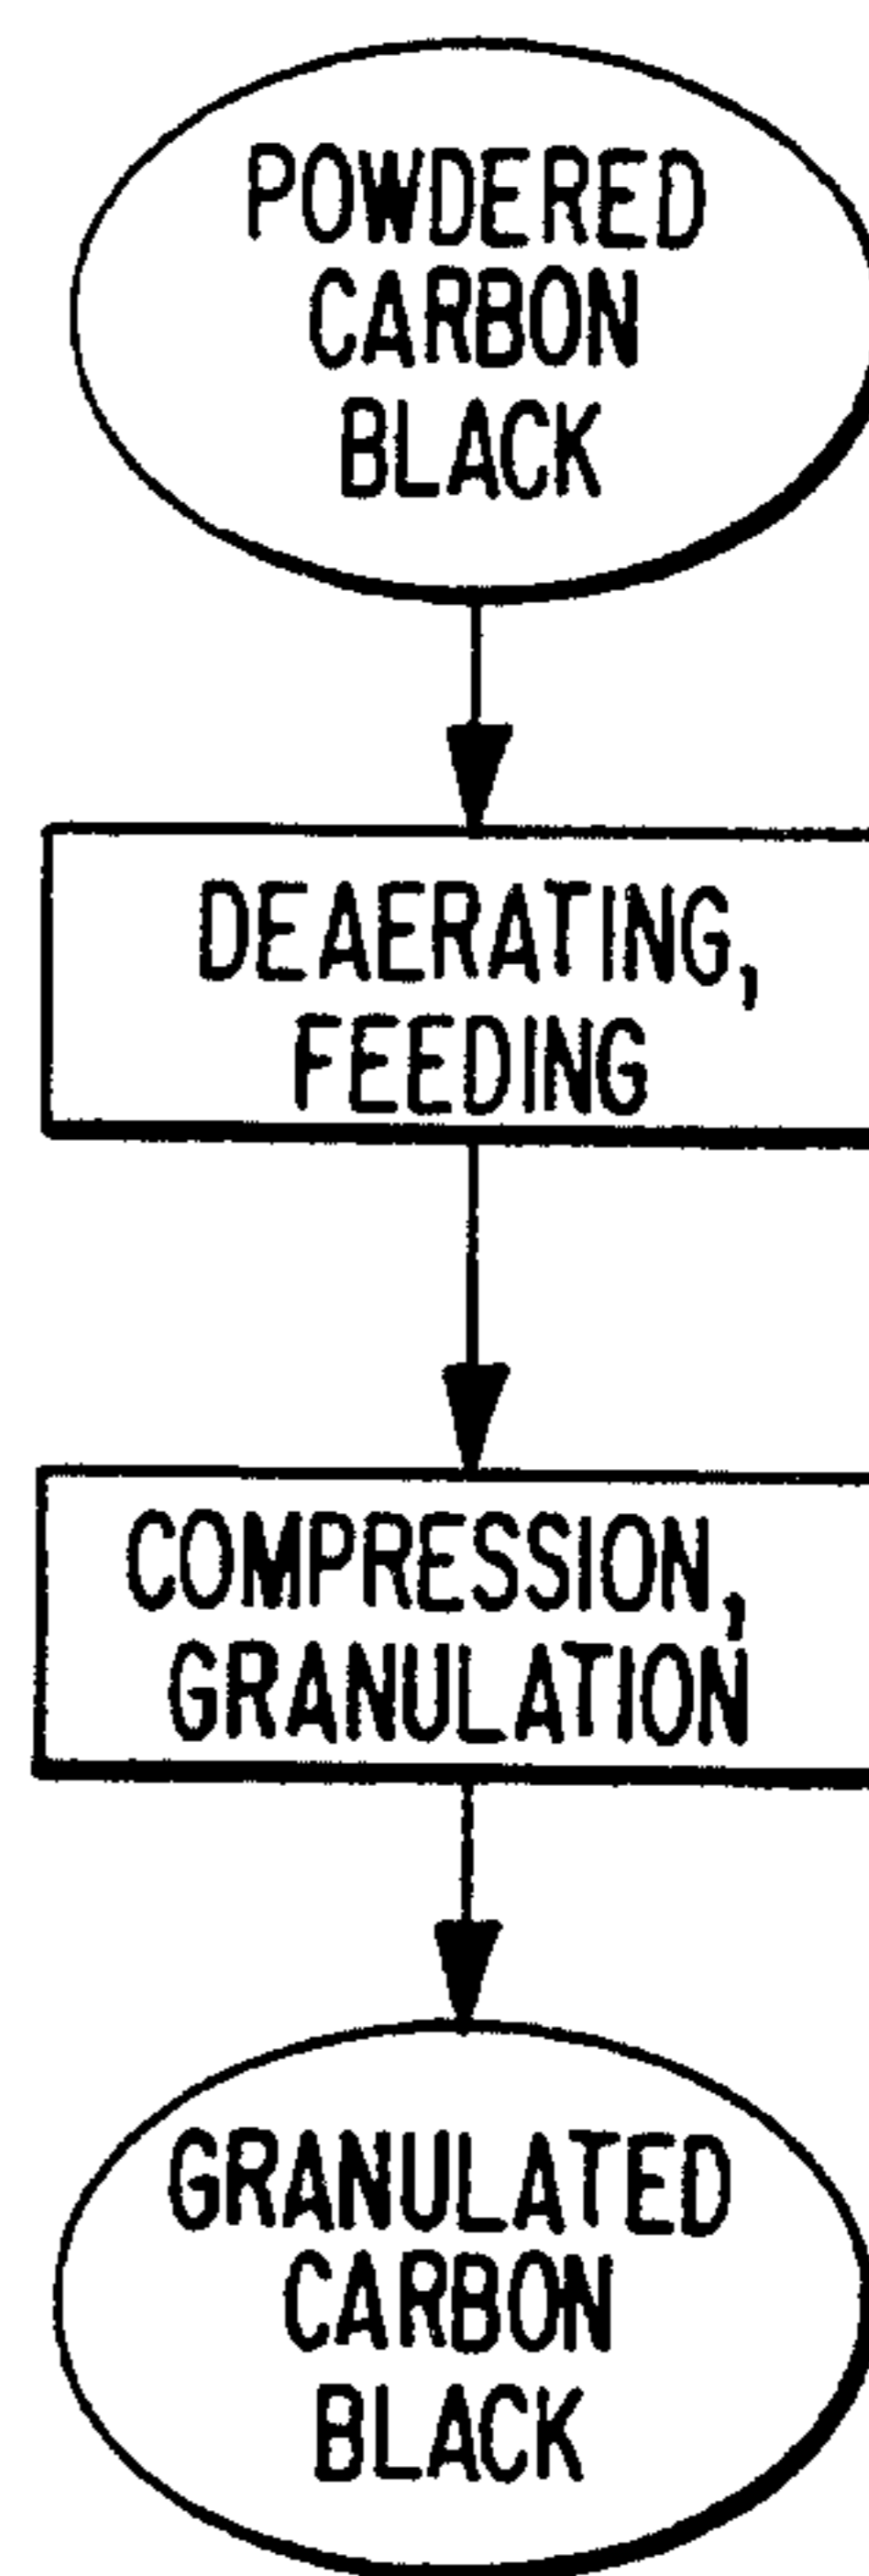 POWDERED
CARBON
BLACK
DEAERATING,
FEEDING
COMPRESSION,
GRANULATION
GRANULATED
CARBON
BLACK